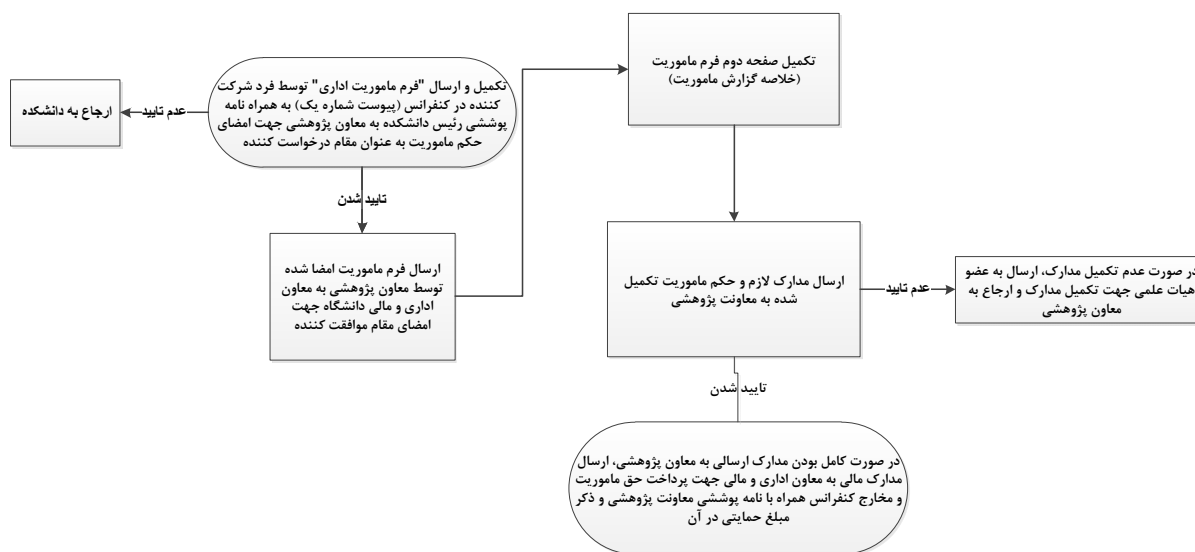 تکمیل و ارسال "فرم ماموریت اداری" توسط فرد شرکت
کننده در کنفرانس (پیوست شماره یک) به همراه نامه
پوششی رئیس دانشکده به معاون پژوهشی جهت امضای
حکم ماموریت به عنوان مقام درخواست کننده
عدم تایید
ارجاع به دانشکده
تایید شدن
ارسال فرم ماموریت امضا شده
توسط معاون پژوهشی به معاون
اداری و مالی دانشگاه جهت
امضای مقام موافقت کننده
تکمیل صفحه دوم فرم ماموریت
(خلاصه گزارش ماموریت)
ارسال مدارک لازم و حکم ماموریت تکمیل
شده به معاونت پژوهشی
عدم تایید
در صورت عدم تکمیل مدارک، ارسال به عضو
هیات علمی جهت تکمیل مدارک و ارجاع به
معاون پژوهشی
تایید شدن
در صورت کامل بودن مدارک ارسالی به معاون پژوهشی، ارسال
مدارک مالی به معاون اداری و مالی جهت پرداخت حق ماموریت
و مخارج کنفرانس همراه با نامه پوششی معاونت پژوهشی و ذکر
مبلغ حمایتی در آن